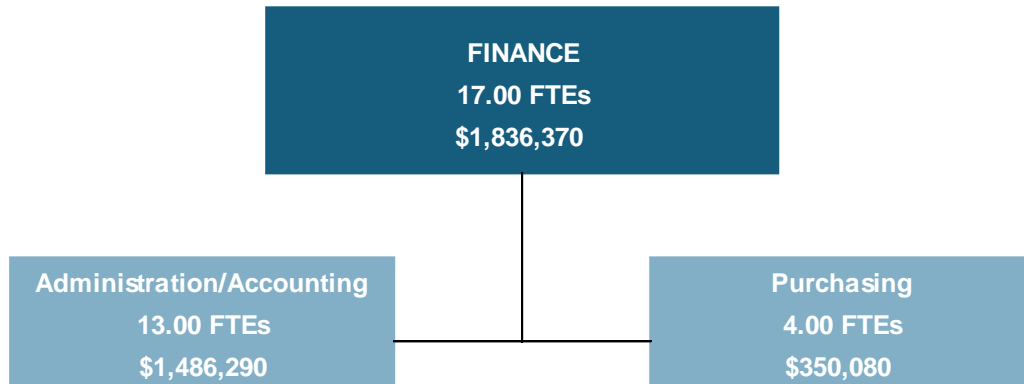 FINANCE
17.00 FTEs
$1,836,370
Administration/Accounting
13.00 FTEs
$1,486,290
Purchasing
4.00 FTEs
$350,080